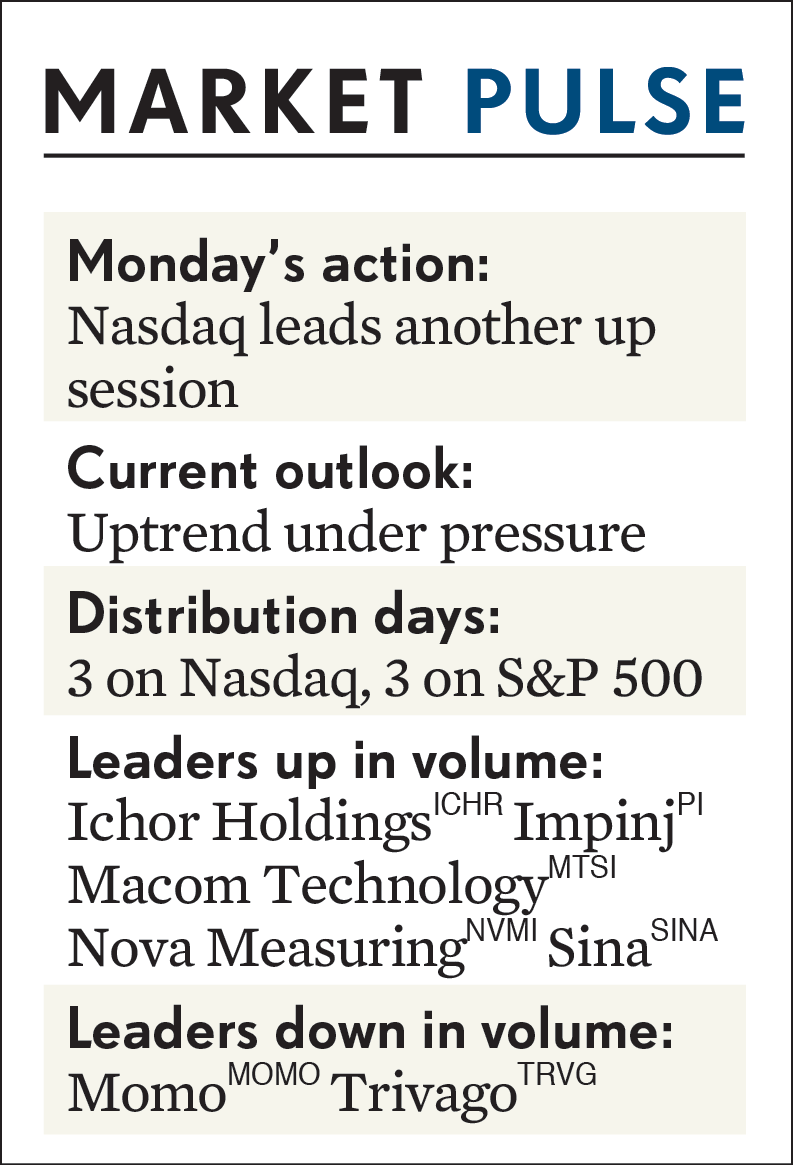 MARKET PULSE
Monday’s action:
Nasdaq leads another up
session
Current outlook:
Uptrend under pressure
Distribution days:
3 on Nasdaq, 3 on S&P 500
Leaders up in volume:
Ichor Holdings ICHR Impinj PI
Macom Technology MTSI
Nova Measuring NVMI Sina SINA
Leaders down in volume:
Momo MOMO Trivago TRVG